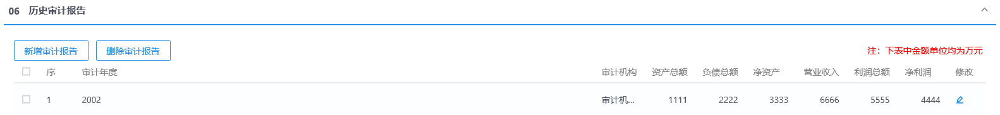 06 历史审计报告
新增审计报告 删除审计报告 注：下表中金额单位均为万元
序 审计年度 审计机构 资产总额 负债总额 净资产 营业收入 利润总额 净利润 修改
1 2002 审计机... 1111 2222 3333 6666 5555 4444